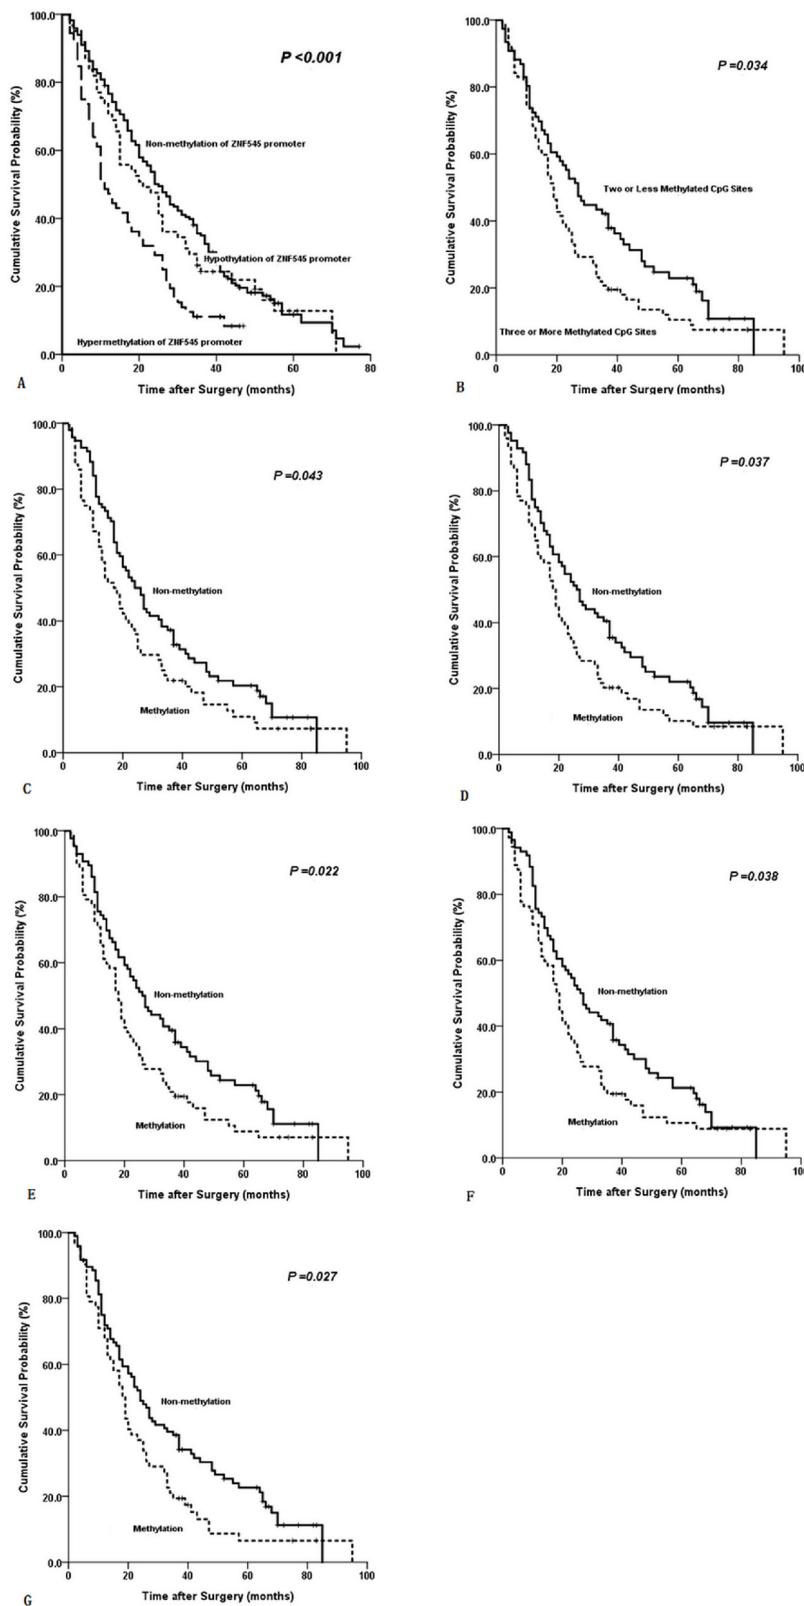 100.0
80.0
60.0
40.0
20.0
0.0
Cumulative Survival Probability (%)
P <0.001
Non-methylation of ZNF545 promoter
Hypothylation of ZNF545 promoter
Hypermethylation of ZNF545 promoter
0 20 40 60 80
Time after Surgery (months)
A
100.0
80.0
60.0
40.0
20.0
0.0
Cumulative Survival Probability (%)
P =0.034
Two or Less Methylated CpG Sites
Three or More Methylated CpG Sites
0 20 40 60 80 100
Time after Surgery (months)
B
100.0
80.0
60.0
40.0
20.0
0.0
Cumulative Survival Probability (%)
P =0.043
Non-methylation
Methylation
0 20 40 60 80 100
Time after Surgery (months)
C
100.0
80.0
60.0
40.0
20.0
0.0
Cumulative Survival Probability (%)
P =0.037
Non-methylation
Methylation
0 20 40 60 80 100
Time after Surgery (months)
D
100.0
80.0
60.0
40.0
20.0
0.0
Cumulative Survival Probability (%)
P =0.022
Non-methylation
Methylation
0 20 40 60 80 100
Time after Surgery (months)
E
100.0
80.0
60.0
40.0
20.0
0.0
Cumulative Survival Probability (%)
P =0.038
Non-methylation
Methylation
0 20 40 60 80 100
Time after Surgery (months)
F
100.0
80.0
60.0
40.0
20.0
0.0
Cumulative Survival Probability (%)
P =0.027
Non-methylation
Methylation
0 20 40 60 80 100
Time after Surgery (months)
G